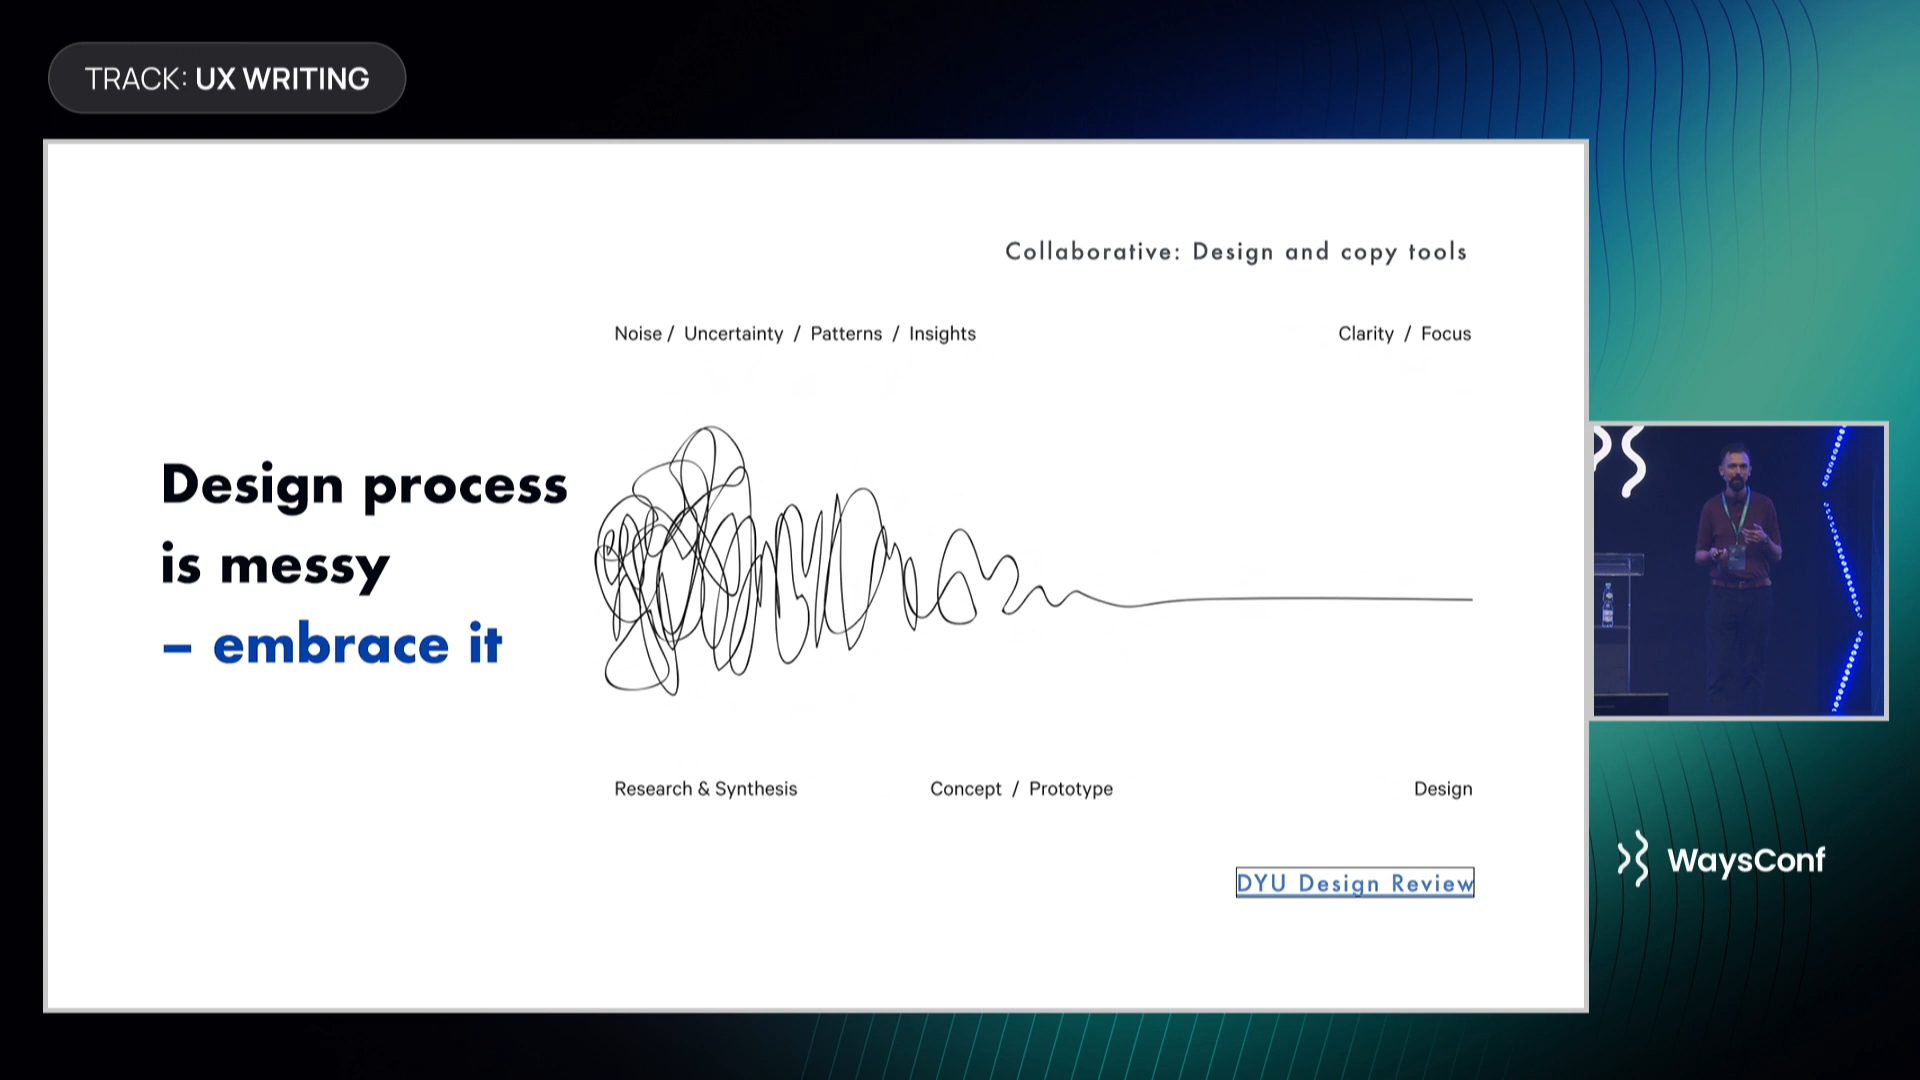 TRACK: UX WRITING
Collaborative: Design and copy tools
Noise / Uncertainty / Patterns / Insights
Clarity / Focus
Design process
is messy
– embrace it
Research & Synthesis
Concept / Prototype
Design
DYU Design Review
WaysConf